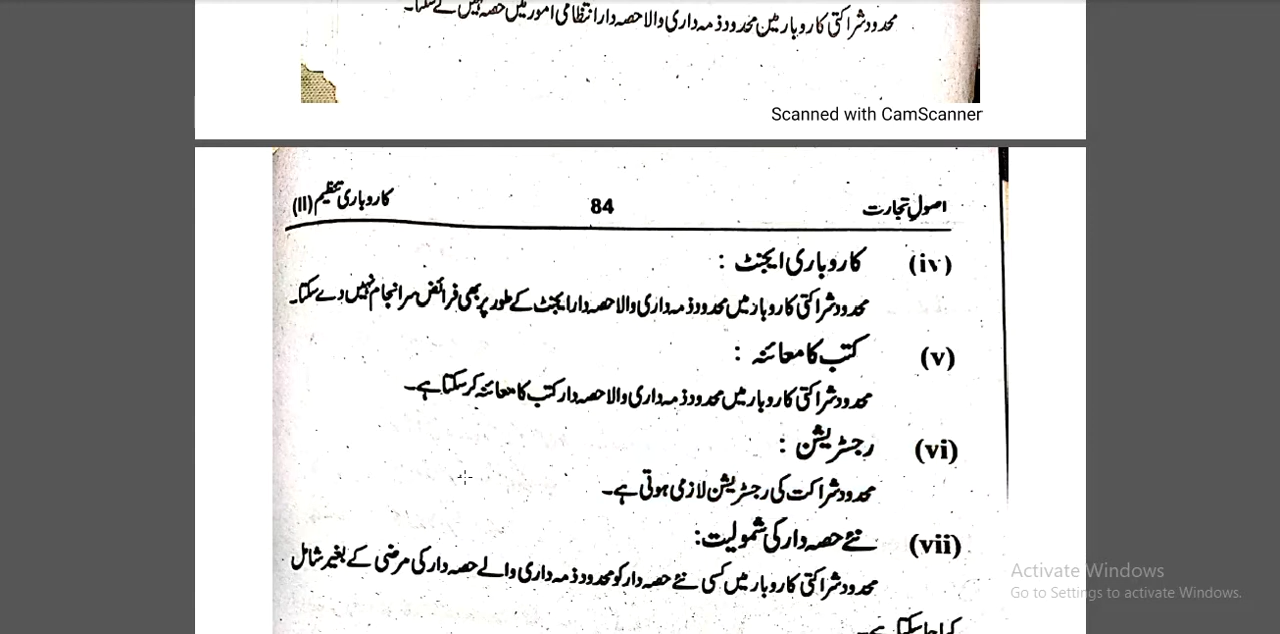 محدود شراکتی کاروبار میں محدود ذمہ داری والا حصہ دار انتظامی امور میں حصہ نہیں لے سکتا۔
Scanned with CamScanner
اصولِ تجارت 84 کاروباری تنظیم (II)
(iv) کاروباری ایجنٹ :
محدود شراکتی کاروبار میں محدود ذمہ داری والا حصہ دار ایجنٹ کے طور پر بھی فرائض سرانجام نہیں دے سکتا۔
(v) کتب کا معائنہ :
محدود شراکتی کاروبار میں محدود ذمہ داری والا حصہ دار کتب کا معائنہ کر سکتا ہے۔
(vi) رجسٹریشن :
محدود شراکت کی رجسٹریشن لازمی ہوتی ہے۔
(vii) نئے حصہ دار کی شمولیت:
محدود شراکتی کاروبار میں کسی نئے حصہ دار کو محدود ذمہ داری والے حصہ دار کی مرضی کے بغیر شامل
کیا جا سکتا ہے۔
Activate Windows
Go to Settings to activate Windows.